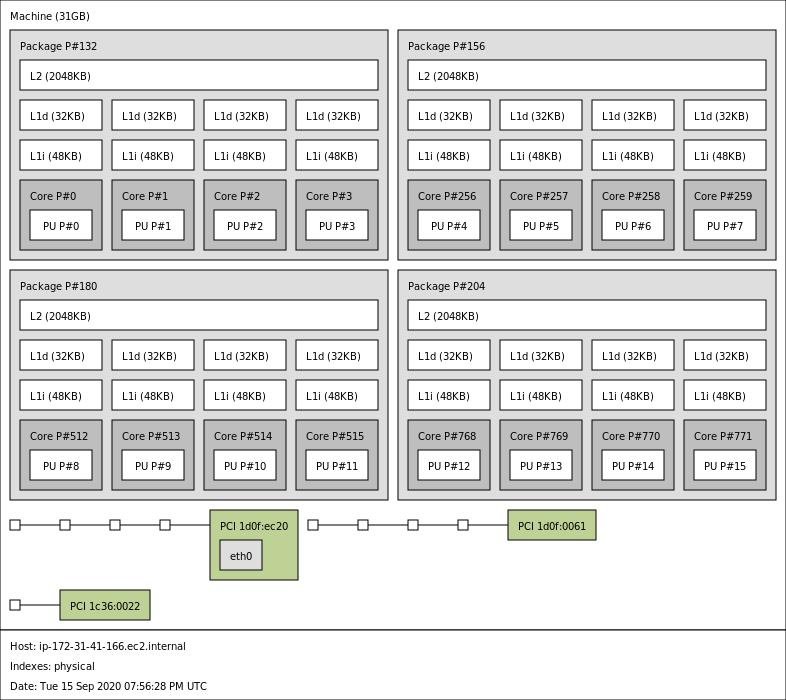 Machine (31GB)
Package P#132
L2 (2048KB)
L1d (32KB) L1d (32KB) L1d (32KB) L1d (32KB)
L1i (48KB) L1i (48KB) L1i (48KB) L1i (48KB)
Core P#0 Core P#1 Core P#2 Core P#3
PU P#0 PU P#1 PU P#2 PU P#3
Package P#156
L2 (2048KB)
L1d (32KB) L1d (32KB) L1d (32KB) L1d (32KB)
L1i (48KB) L1i (48KB) L1i (48KB) L1i (48KB)
Core P#256 Core P#257 Core P#258 Core P#259
PU P#4 PU P#5 PU P#6 PU P#7
Package P#180
L2 (2048KB)
L1d (32KB) L1d (32KB) L1d (32KB) L1d (32KB)
L1i (48KB) L1i (48KB) L1i (48KB) L1i (48KB)
Core P#512 Core P#513 Core P#514 Core P#515
PU P#8 PU P#9 PU P#10 PU P#11
Package P#204
L2 (2048KB)
L1d (32KB) L1d (32KB) L1d (32KB) L1d (32KB)
L1i (48KB) L1i (48KB) L1i (48KB) L1i (48KB)
Core P#768 Core P#769 Core P#770 Core P#771
PU P#12 PU P#13 PU P#14 PU P#15
PCI 1d0f:ec20
eth0
PCI 1d0f:0061
PCI 1c36:0022
Host: ip-172-31-41-166.ec2.internal
Indexes: physical
Date: Tue 15 Sep 2020 07:56:28 PM UTC